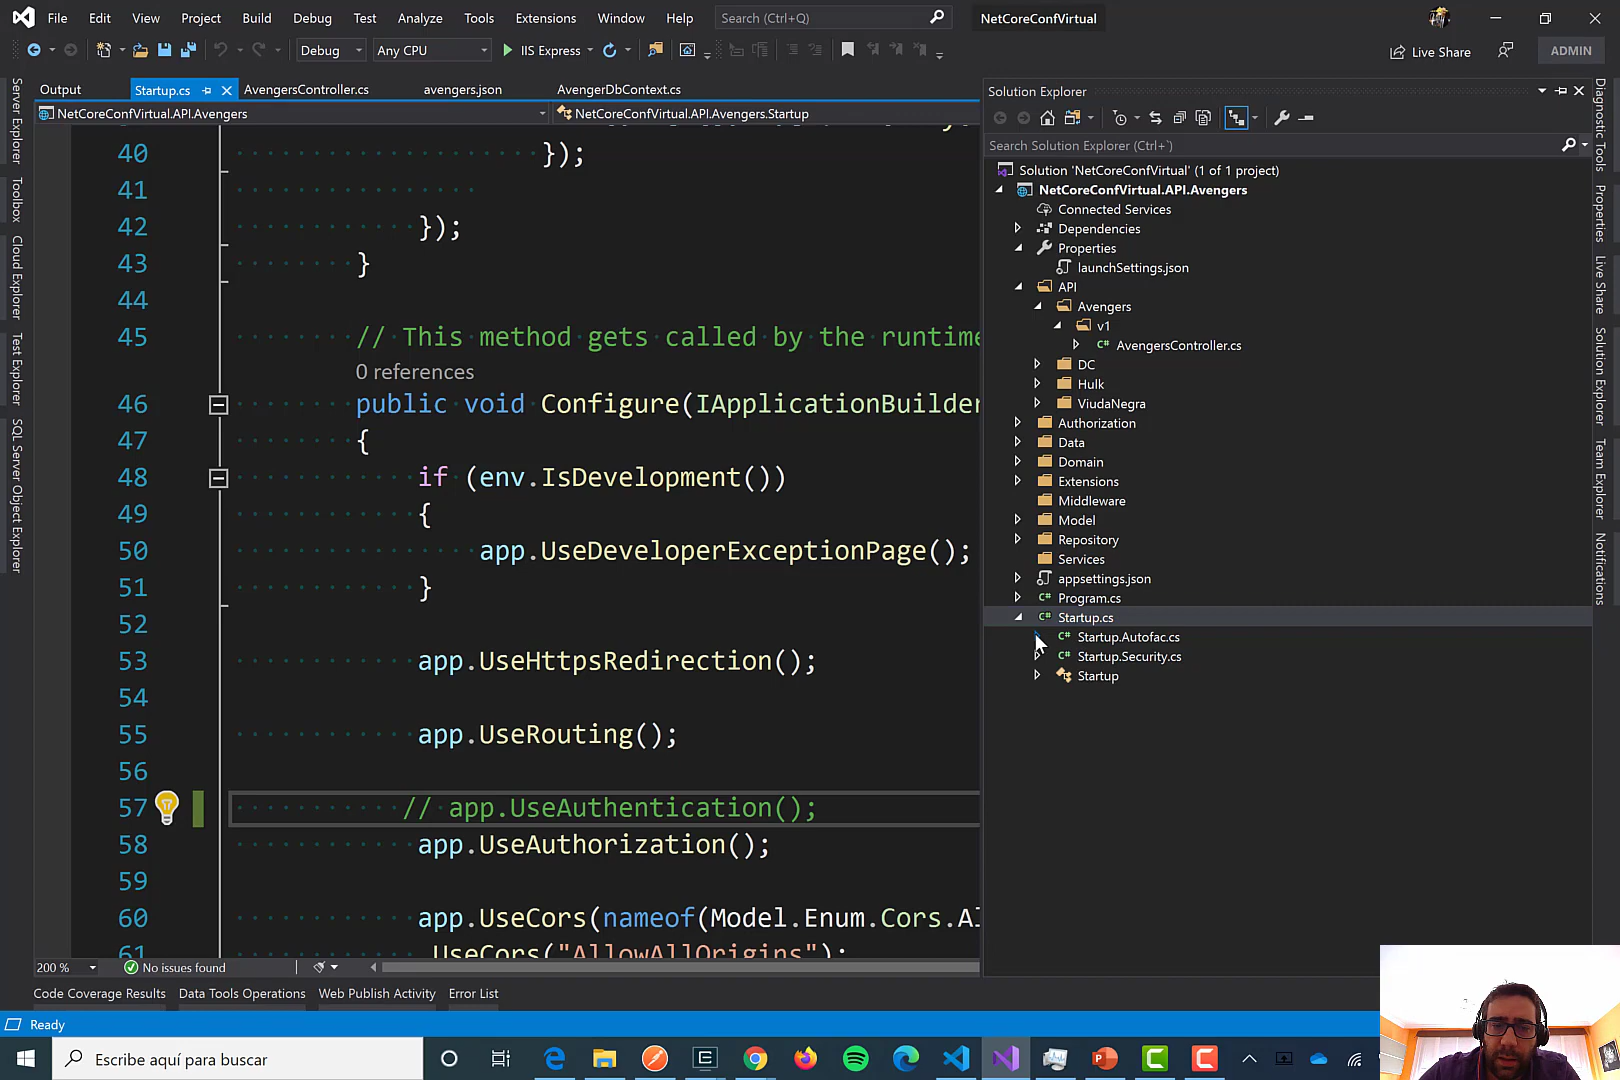 File Edit View Project Build Debug Test Analyze Tools Extensions Window Help Search (Ctrl+Q) NetCoreConfVirtual
Debug Any CPU IIS Express Live Share ADMIN
Output Startup.cs AvengersController.cs avengers.json AvengerDbContext.cs
NetCoreConfVirtual.API.Avengers NetCoreConfVirtual.API.Avengers.Startup
Server Explorer
Toolbox
Cloud Explorer
Test Explorer
SQL Server Object Explorer
40 });
41
42 });
43 }
44
45 // This method gets called by the runtime
0 references
46 public void Configure(IApplicationBuilder
47 {
48 if (env.IsDevelopment())
49 {
50 app.UseDeveloperExceptionPage();
51 }
52
53 app.UseHttpsRedirection();
54
55 app.UseRouting();
56
57 // app.UseAuthentication();
58 app.UseAuthorization();
59
60 app.UseCors(nameof(Model.Enum.Cors.Al
61 UseCors("AllowAllOrigins");
200 % No issues found
Solution Explorer
Search Solution Explorer (Ctrl+`)
Solution 'NetCoreConfVirtual' (1 of 1 project)
NetCoreConfVirtual.API.Avengers
Connected Services
Dependencies
Properties
launchSettings.json
API
Avengers
v1
C# AvengersController.cs
DC
Hulk
ViudaNegra
Authorization
Data
Domain
Extensions
Middleware
Model
Repository
Services
appsettings.json
C# Program.cs
C# Startup.cs
C# Startup.Autofac.cs
C# Startup.Security.cs
Startup
Diagnostic Tools
Properties
Live Share
Solution Explorer
Team Explorer
Notifications
Code Coverage Results Data Tools Operations Web Publish Activity Error List
Ready
Escribe aquí para buscar